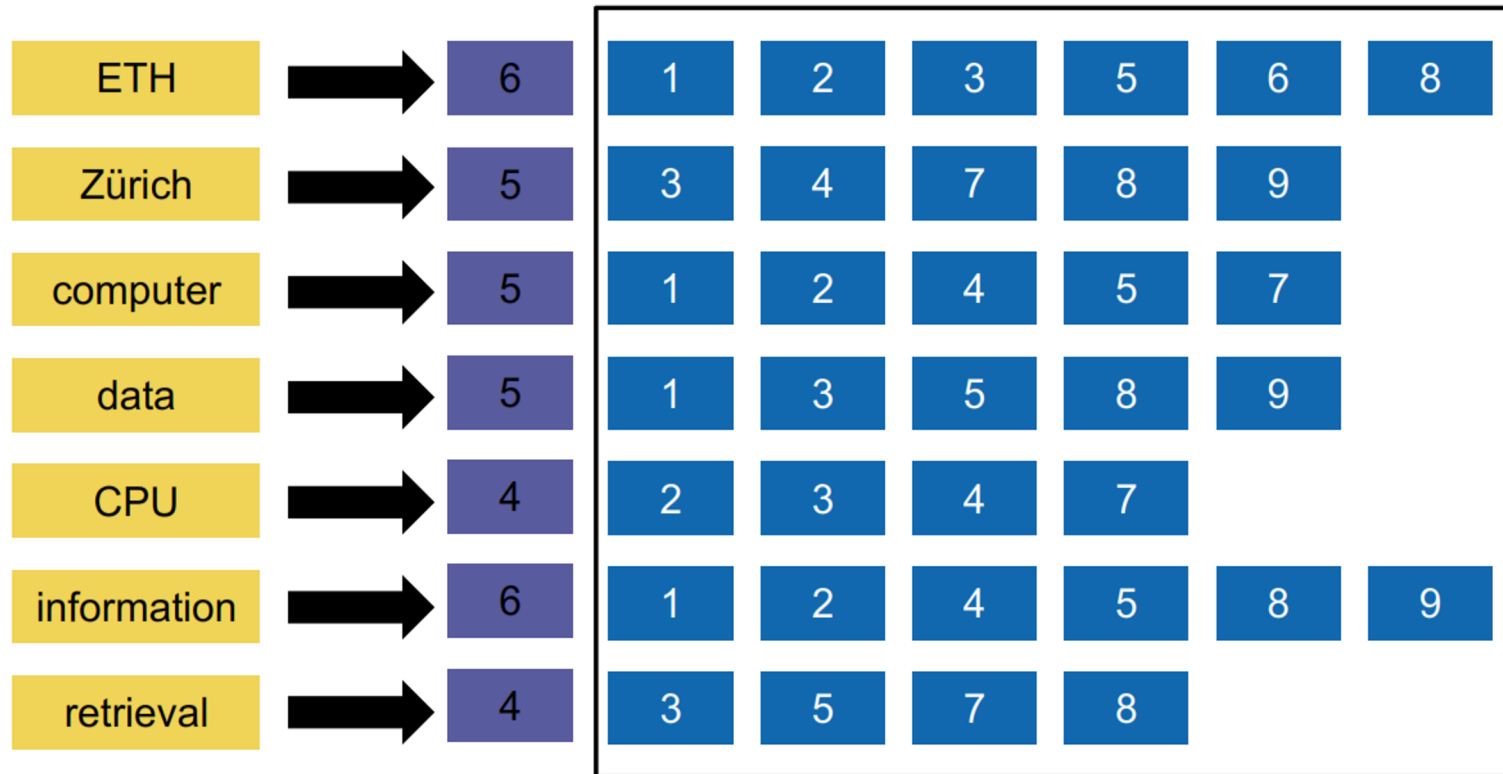 ETH 6 1 2 3 5 6 8
Zürich 5 3 4 7 8 9
computer 5 1 2 4 5 7
data 5 1 3 5 8 9
CPU 4 2 3 4 7
information 6 1 2 4 5 8 9
retrieval 4 3 5 7 8